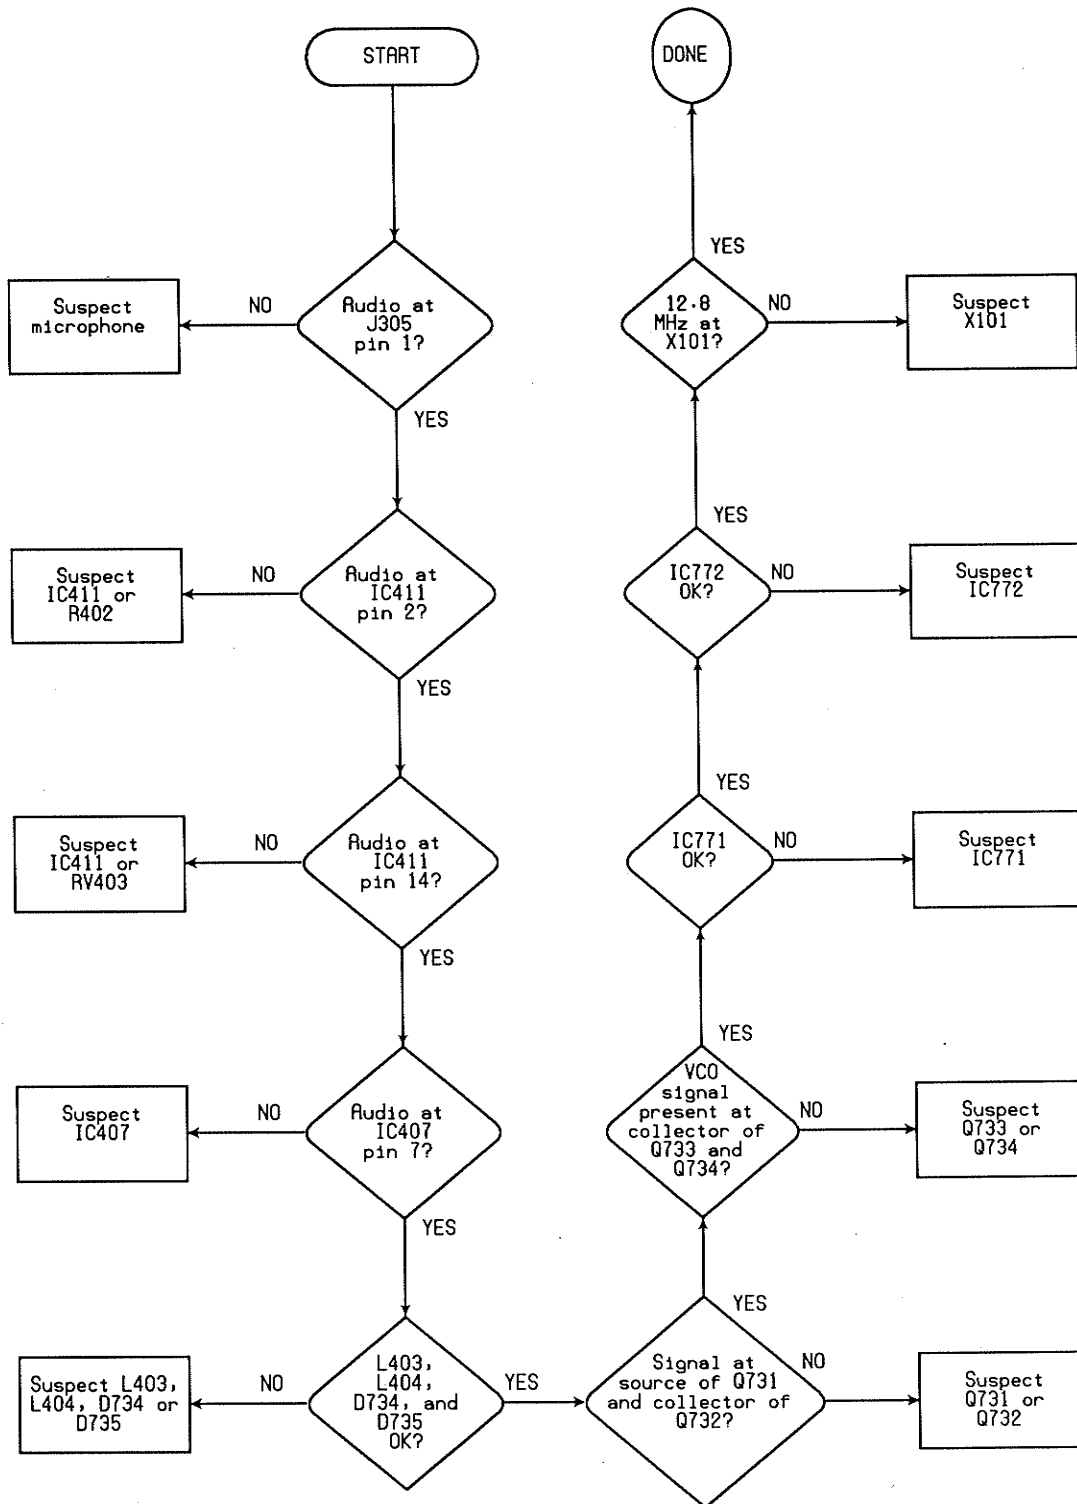 START
Audio at
J305
pin 1?
NO
Suspect
microphone
YES
Audio at
IC411
pin 2?
NO
Suspect
IC411 or
R402
YES
Audio at
IC411
pin 14?
NO
Suspect
IC411 or
RV403
YES
Audio at
IC407
pin 7?
NO
Suspect
IC407
YES
L403,
L404,
D734, and
D735
OK?
NO
Suspect L403,
L404, D734 or
D735
YES
Signal at
source of Q731
and collector of
Q732?
NO
Suspect
Q731 or
Q732
YES
VCO
signal
present at
collector of
Q733 and
Q734?
NO
Suspect
Q733 or
Q734
YES
IC771
OK?
NO
Suspect
IC771
YES
IC772
OK?
NO
Suspect
IC772
YES
12.8
MHz at
X101?
NO
Suspect
X101
YES
DONE